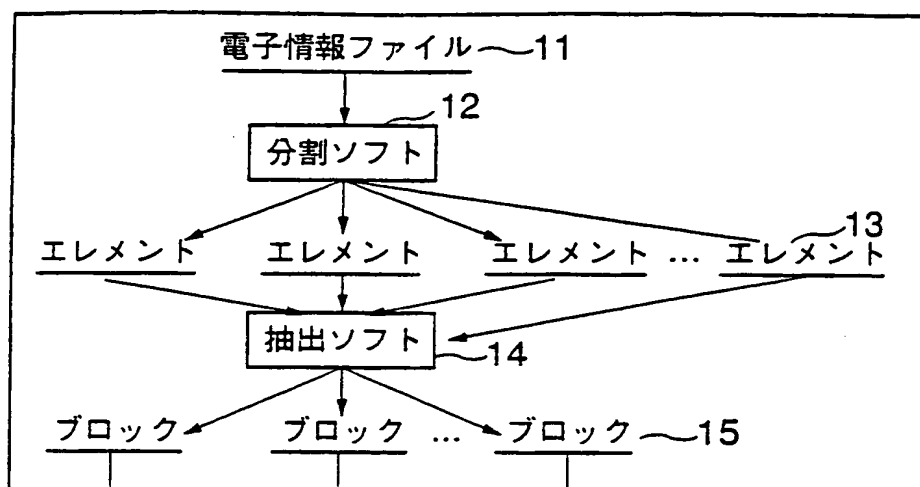 電子情報ファイル 11
12
分割ソフト
13
エレメント エレメント エレメント … エレメント
抽出ソフト
14
ブロック ブロック … ブロック 15